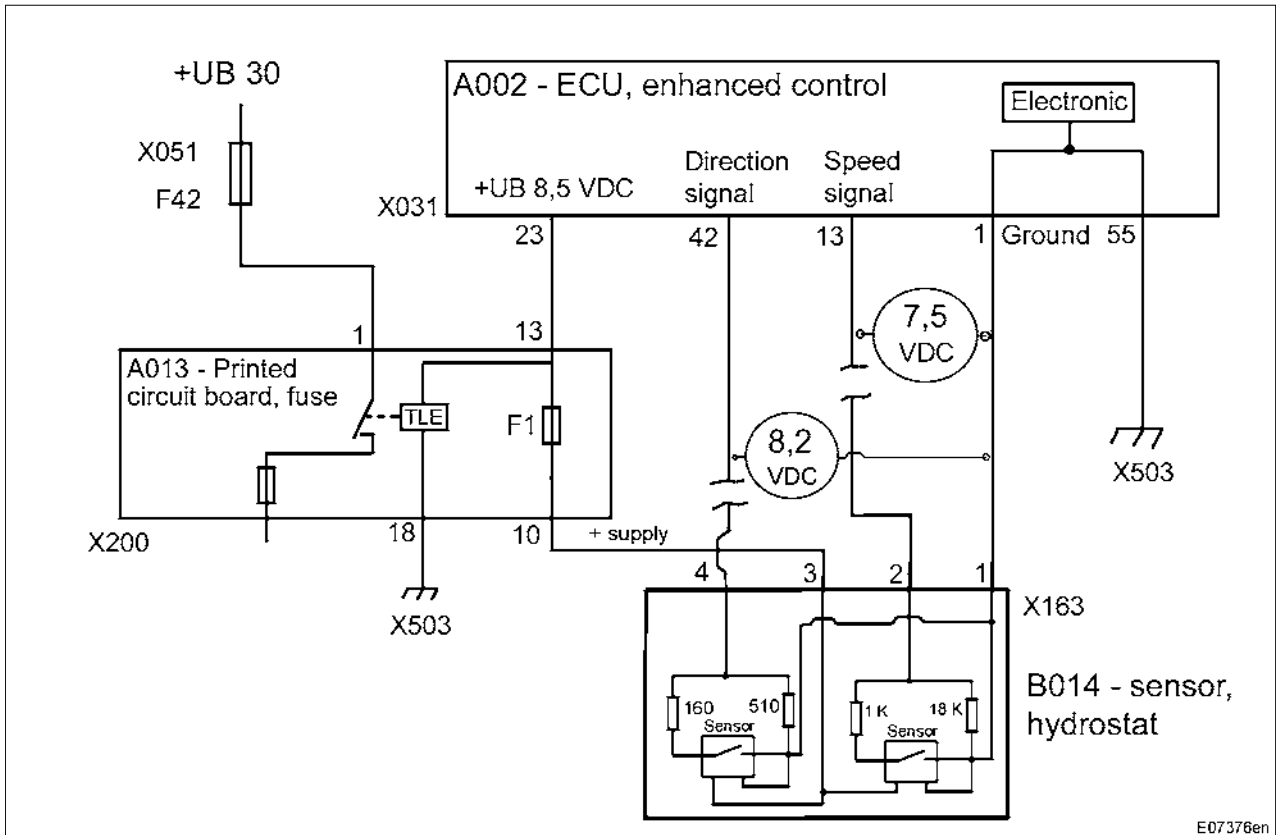 +UB 30
A002 - ECU, enhanced control
Electronic
X051
F42
Direction
signal
Speed
signal
+UB 8,5 VDC
X031
23
42
13
1
Ground
55
7,5
VDC
1
13
A013 - Printed
circuit board, fuse
TLE
F1
8,2
VDC
X503
X200
18
10
+ supply
X503
4
3
2
1
X163
B014 - sensor,
hydrostat
160
510
Sensor
1 K
18 K
Sensor
E07376en